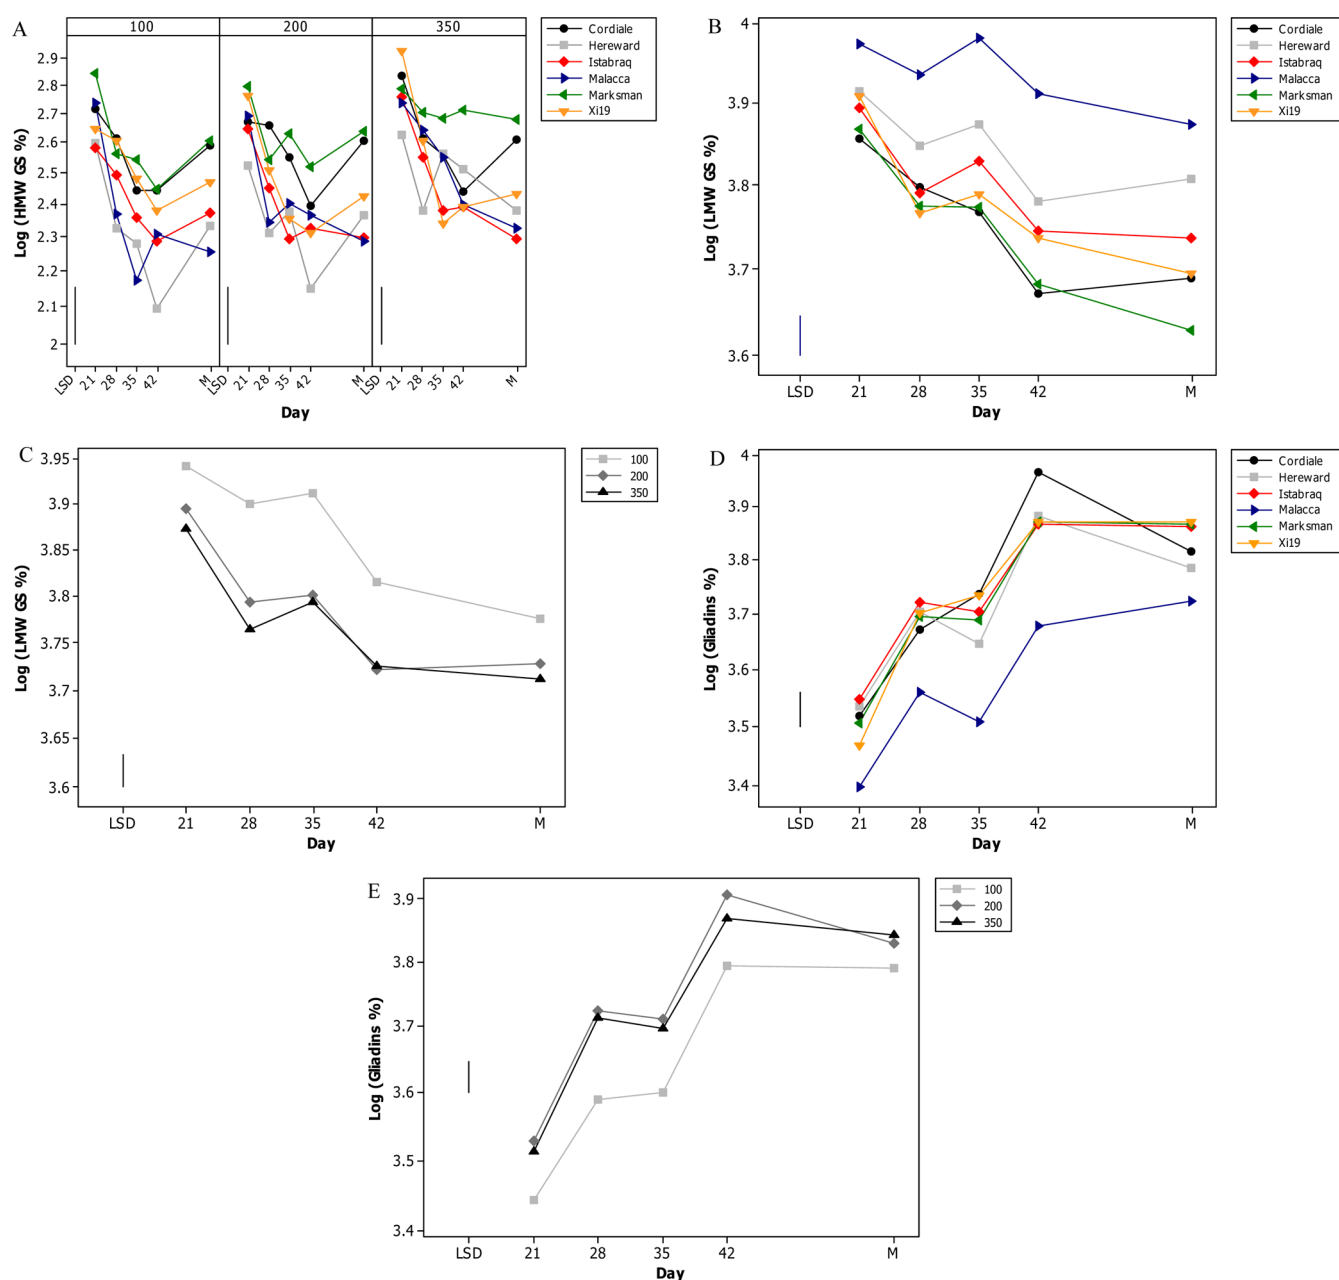 A
100 200 350
Log (HMW GS %)
2.9
2.8
2.7
2.6
2.5
2.4
2.3
2.2
2.1
2
LSD 21 28 35 42 M LSD 21 28 35 42 M LSD 21 28 35 42 M
Day
Cordiale
Hereward
Istabraq
Malacca
Marksman
Xi19
B
Log (LMW GS %)
4
3.9
3.8
3.7
3.6
LSD 21 28 35 42 M
Day
Cordiale
Hereward
Istabraq
Malacca
Marksman
Xi19
C
Log (LMW GS %)
3.95
3.9
3.85
3.8
3.75
3.7
3.65
3.6
LSD 21 28 35 42 M
Day
100
200
350
D
Log (Gliadins %)
4
3.9
3.8
3.7
3.6
3.5
3.4
LSD 21 28 35 42 M
Day
Cordiale
Hereward
Istabraq
Malacca
Marksman
Xi19
E
Log (Gliadins %)
3.9
3.8
3.7
3.6
3.5
3.4
LSD 21 28 35 42 M
Day
100
200
350